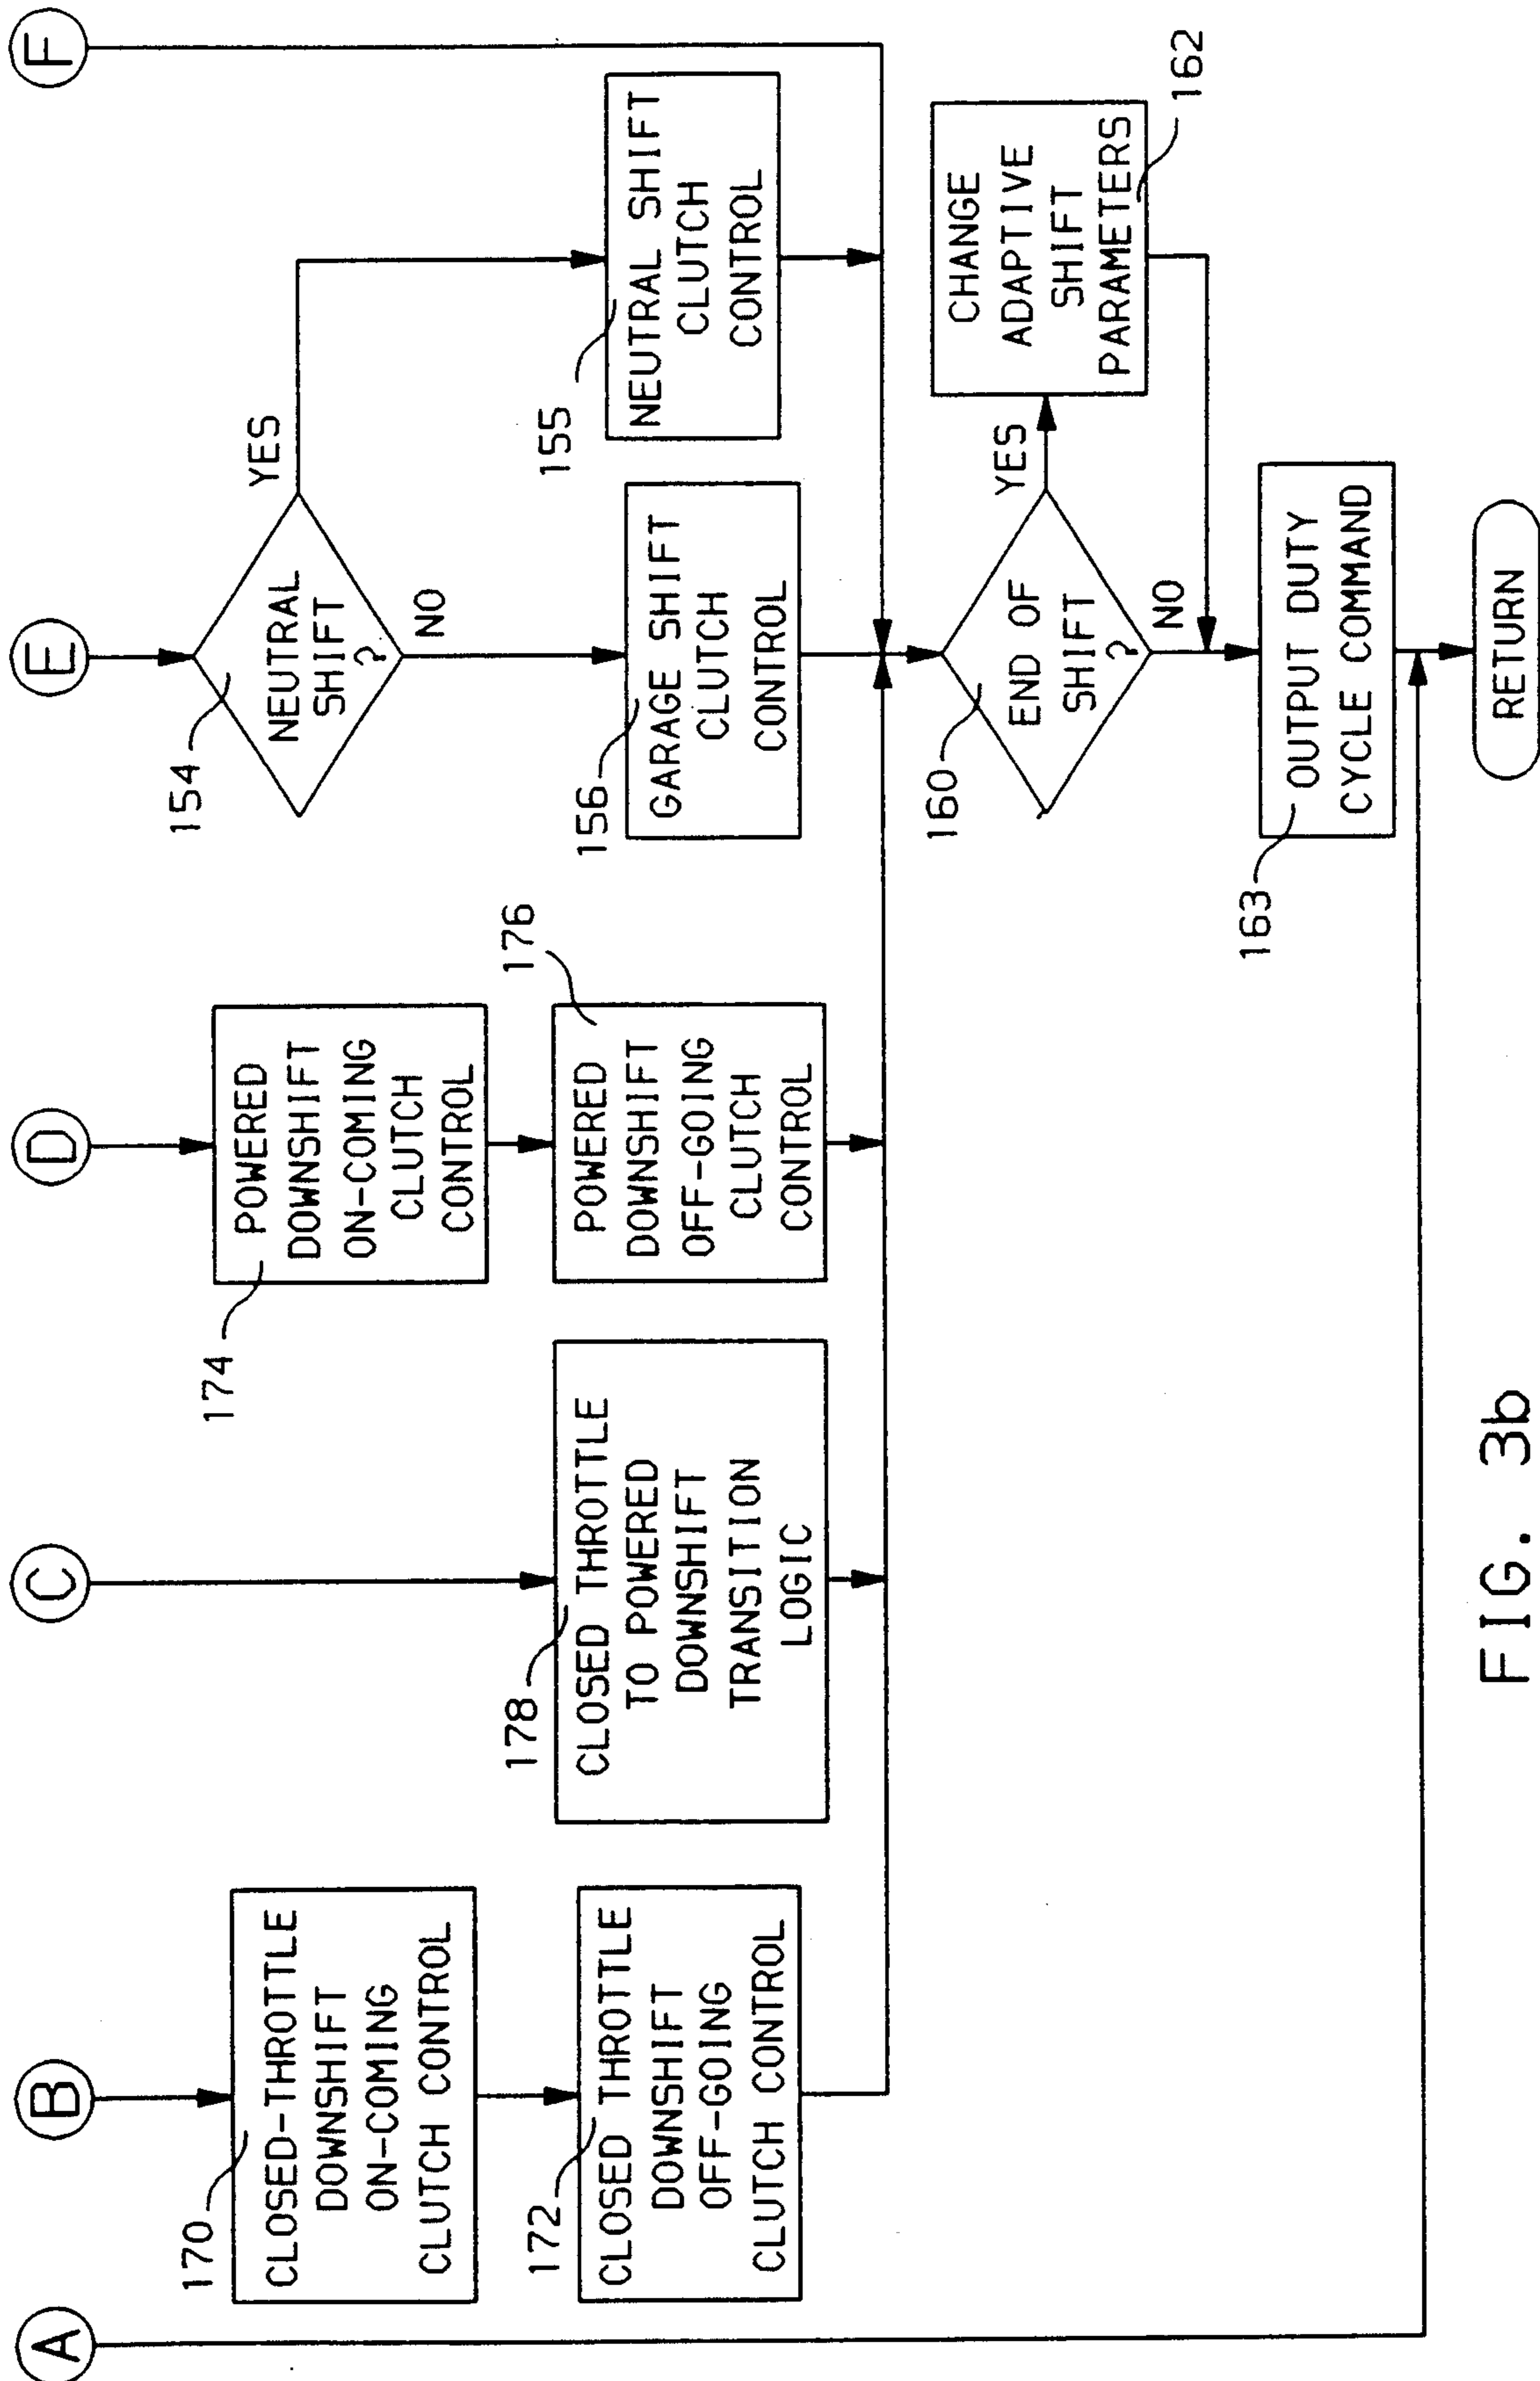 A
B
C
D
E
F
170
CLOSED-THROTTLE
DOWNSHIFT
ON-COMING
CLUTCH CONTROL
172
CLOSED THROTTLE
DOWNSHIFT
OFF-GOING
CLUTCH CONTROL
178
CLOSED THROTTLE
TO POWERED
DOWNSHIFT
TRANSITION
LOGIC
174
POWERED
DOWNSHIFT
ON-COMING
CLUTCH
CONTROL
176
POWERED
DOWNSHIFT
OFF-GOING
CLUTCH
CONTROL
154
NEUTRAL
SHIFT
?
YES
NO
156
GARAGE SHIFT
CLUTCH
CONTROL
155
NEUTRAL SHIFT
CLUTCH
CONTROL
160
END OF
SHIFT
?
YES
NO
CHANGE
ADAPTIVE
SHIFT
PARAMETERS
162
163
OUTPUT DUTY
CYCLE COMMAND
RETURN
FIG. 3b